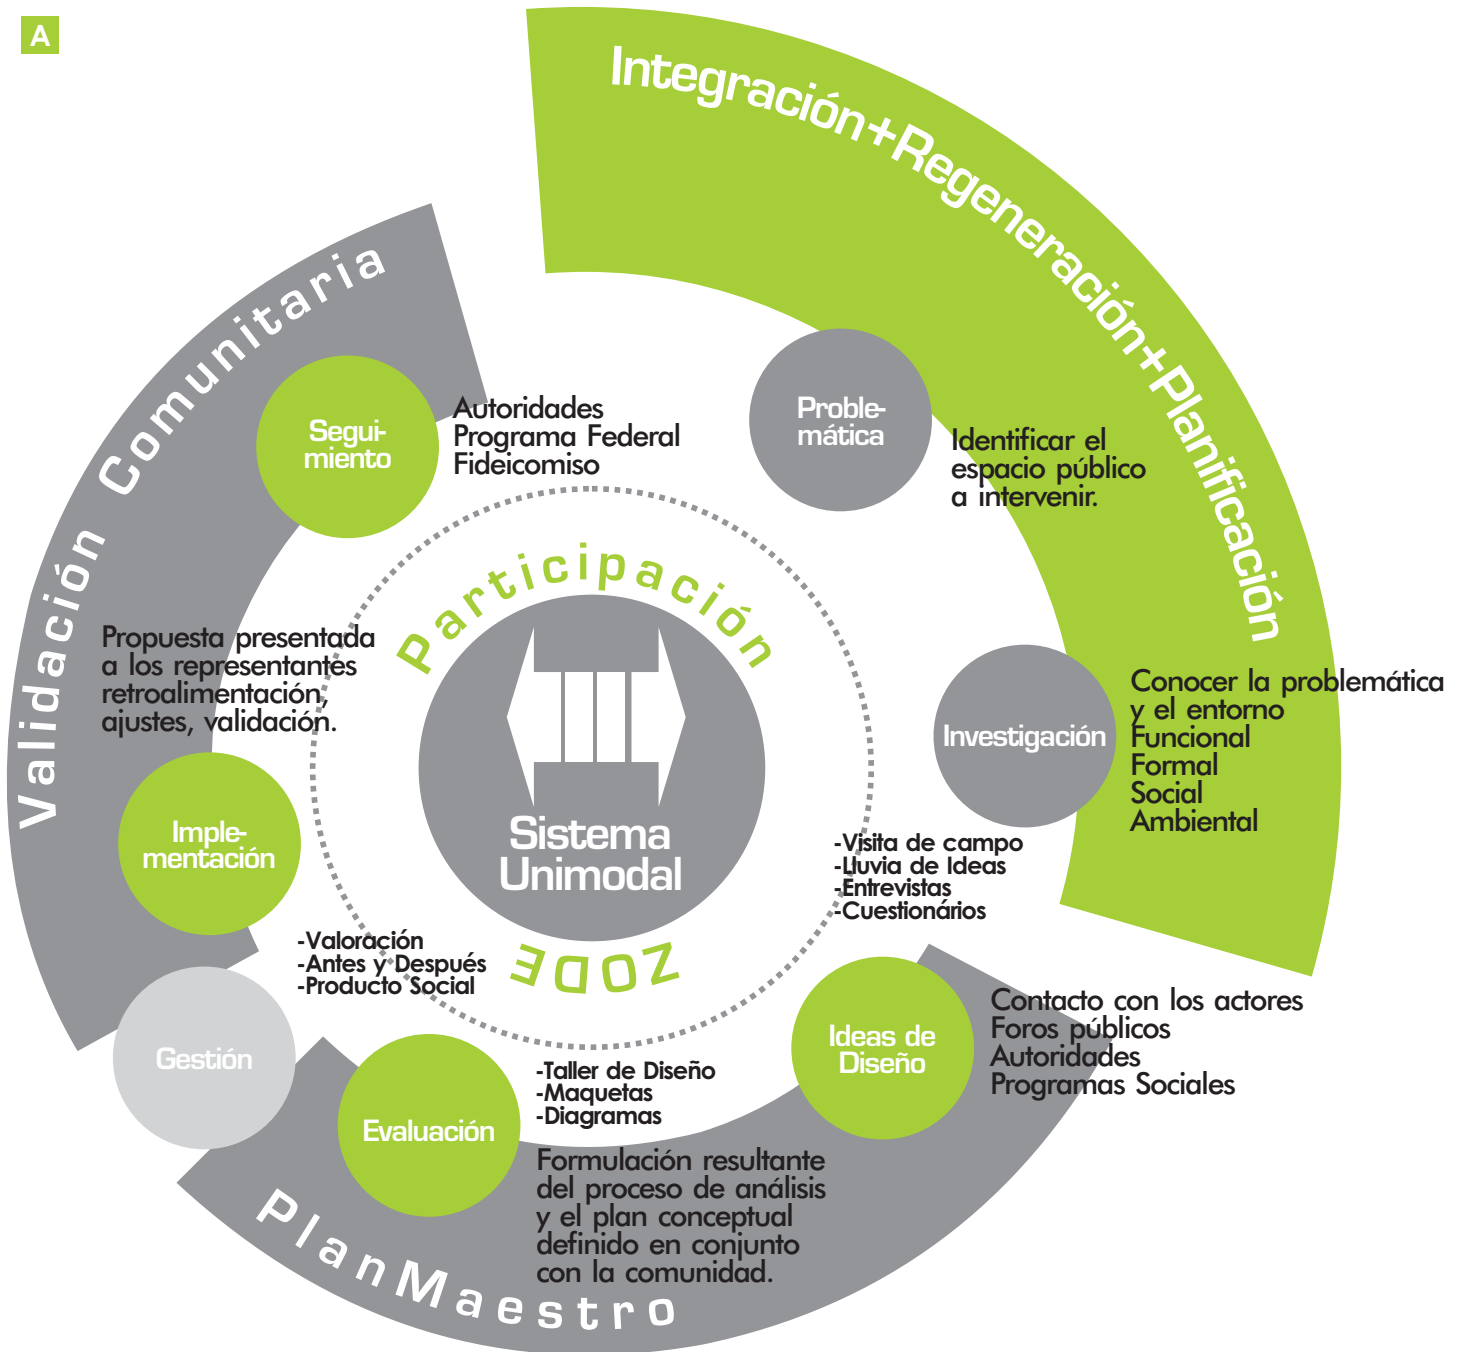 A
Integración+Regeneración+Planificación
Proble-
mática
Identificar el
espacio público
a intervenir.
Investigación
Conocer la problemática
y el entorno
Funcional
Formal
Social
Ambiental
-Visita de campo
-Lluvia de Ideas
-Entrevistas
-Cuestionários
Ideas de
Diseño
Contacto con los actores
Foros públicos
Autoridades
Programas Sociales
PlanMaestro
-Taller de Diseño
-Maquetas
-Diagramas
Formulación resultante
del proceso de análisis
y el plan conceptual
definido en conjunto
con la comunidad.
Evaluación
-Valoración
-Antes y Después
-Producto Social
Gestión
Validación Comunitaria
Imple-
mentación
Propuesta presentada
a los representantes
retroalimentación,
ajustes, validación.
Segui-
miento
Autoridades
Programa Federal
Fideicomiso
Participación
Sistema
Unimodal
ZODE